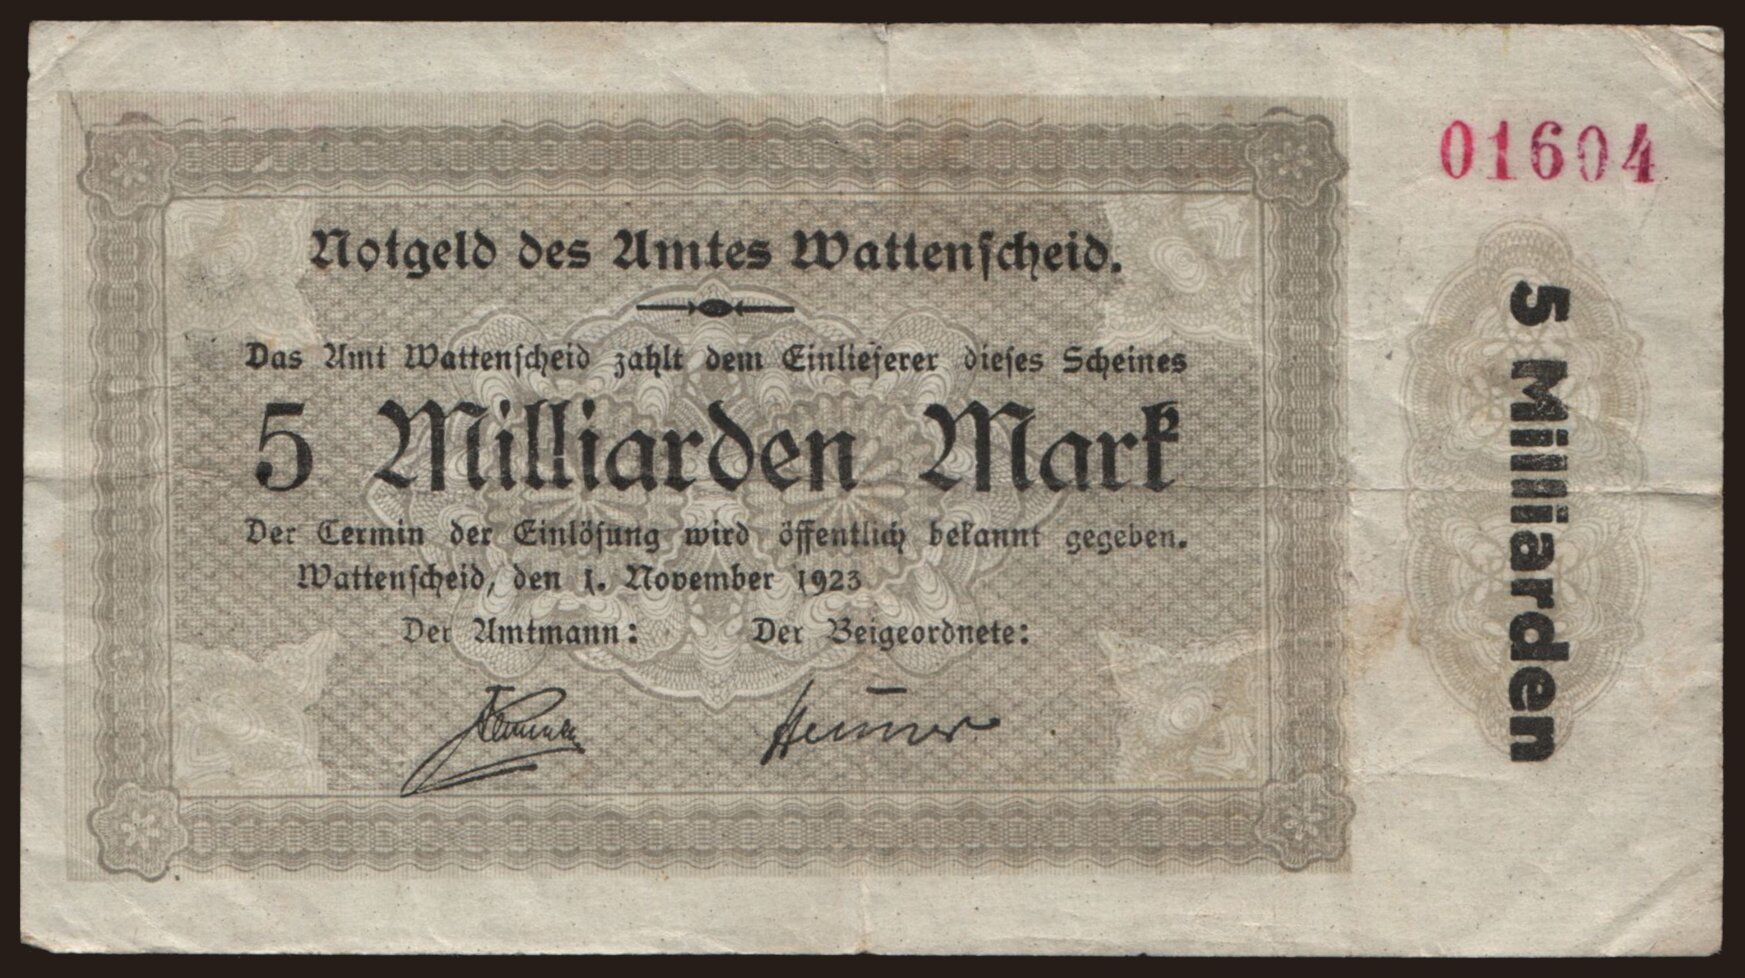 Notgeld des Amtes Wattenscheid.
Das Amt Wattenscheid zahlt dem Einlieferer dieses Scheines
5 Milliarden Mark
Der Termin der Einlösung wird öffentlich bekannt gegeben.
Wattenscheid, den 1. November 1923
Der Amtmann: Der Beigeordnete:
01604
5 Milliarden